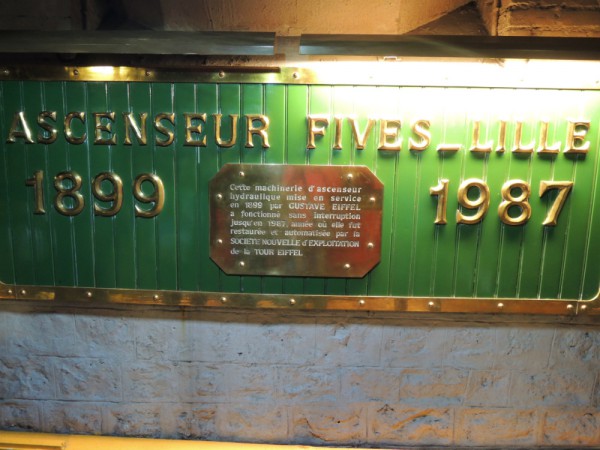 ASCENSEUR FIVES_LILLE
1899 1987
Cette machinerie d'ascenseur
hydraulique mise en service
en 1899 par GUSTAVE EIFFEL
a fonctionné sans interruption
jusqu'en 1987, année où elle fut
restaurée et automatisée par la
SOCIETE NOUVELLE d'EXPLOITATION
de la TOUR EIFFEL